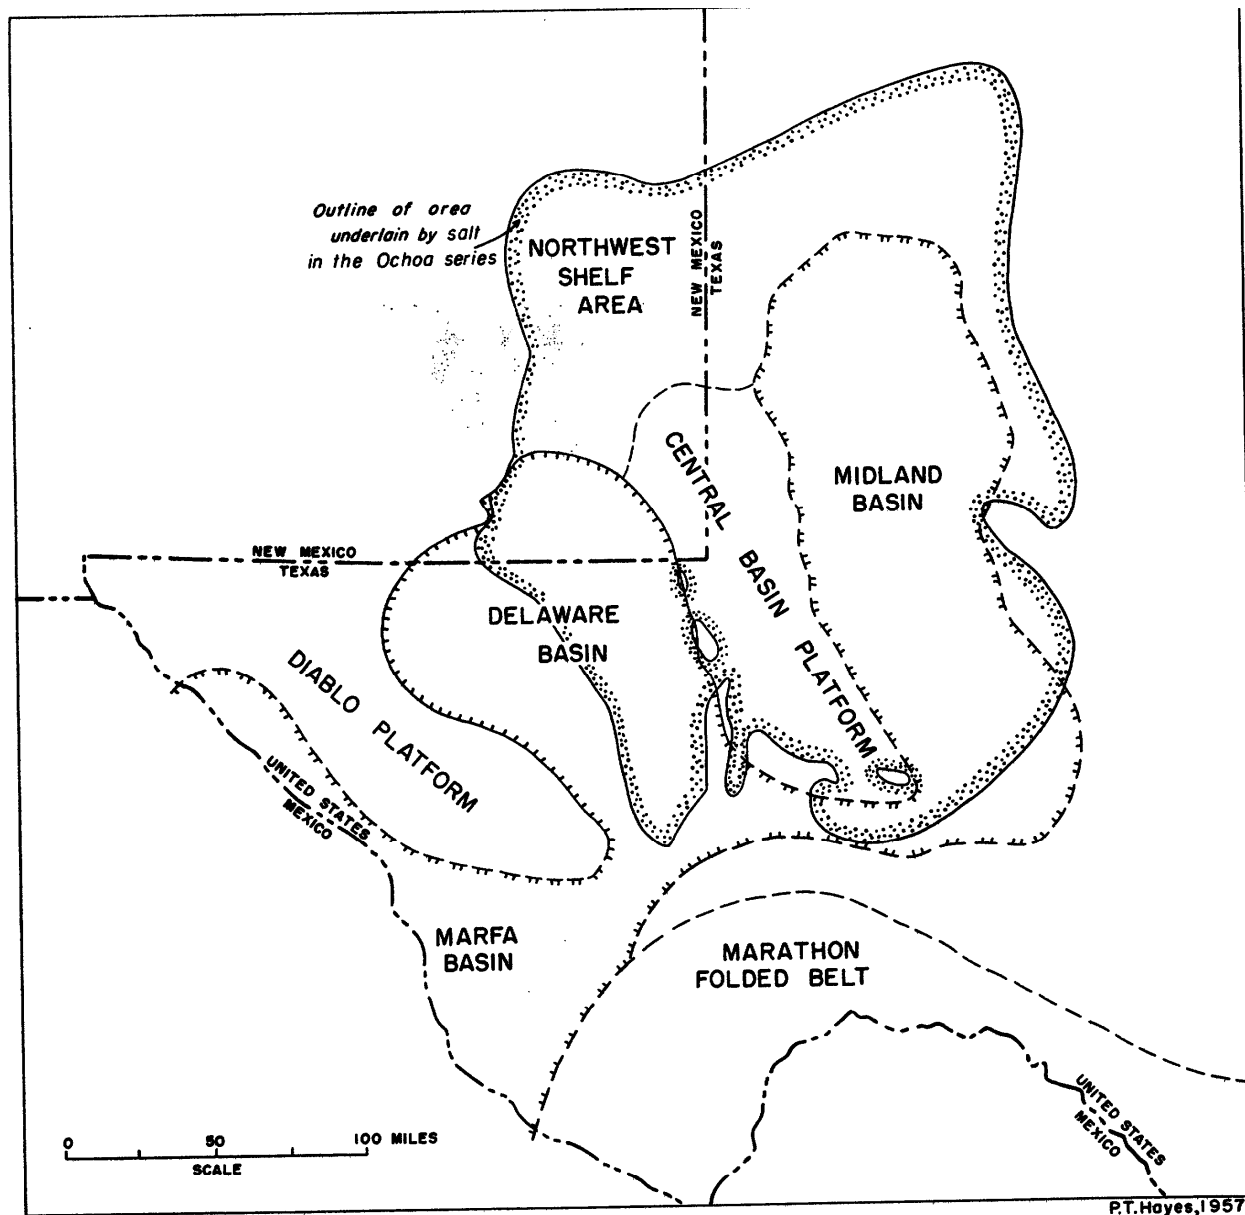 Outline of area
underlain by salt
in the Ochoa series
NORTHWEST
SHELF
AREA
NEW MEXICO
TEXAS
CENTRAL BASIN PLATFORM
MIDLAND
BASIN
NEW MEXICO
TEXAS
DELAWARE
BASIN
DIABLO PLATFORM
UNITED STATES
MEXICO
MARFA
BASIN
MARATHON
FOLDED BELT
UNITED STATES
MEXICO
0 50 100 MILES
SCALE
P.T. Hayes, 1957